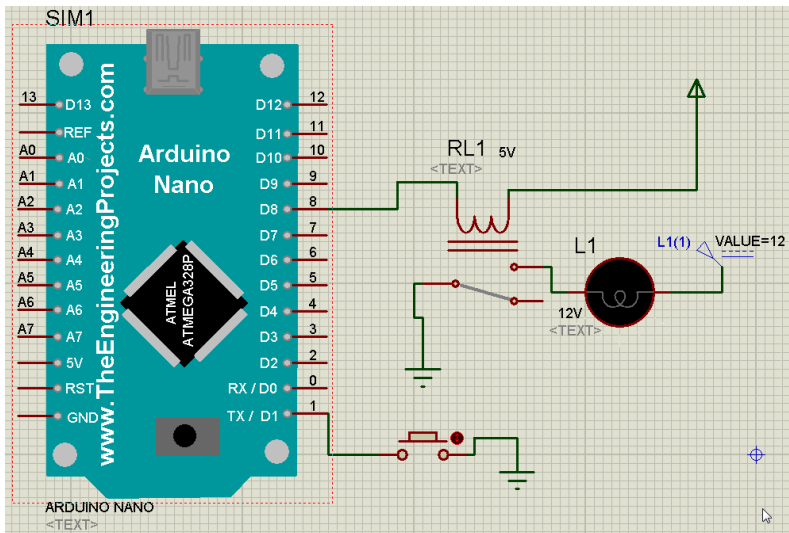 SIM1
www.TheEngineeringProjects.com
Arduino
Nano
ATMEL
ATMEGA328P
13 D13
REF
A0 A0
A1 A1
A2 A2
A3 A3
A4 A4
A5 A5
A6 A6
A7 A7
5V
RST
GND
D12 12
D11 11
D10 10
D9 9
D8 8
D7 7
D6 6
D5 5
D4 4
D3 3
D2 2
RX / D0 0
TX / D1 1
ARDUINO NANO
<TEXT>
RL1 5V
<TEXT>
L1
12V
<TEXT>
L1(1) VALUE=12